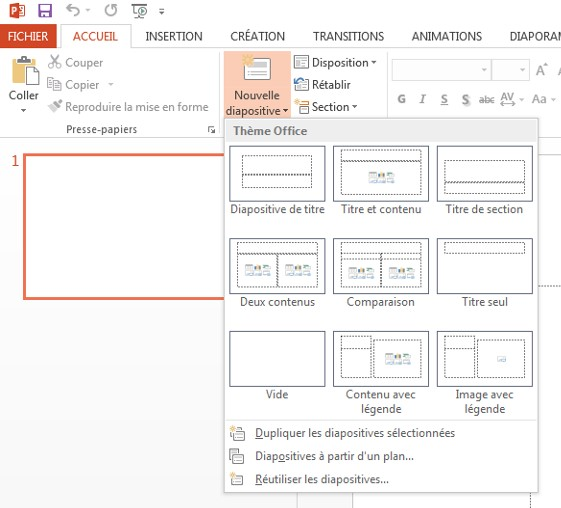 FICHIER ACCUEIL INSERTION CRÉATION TRANSITIONS ANIMATIONS DIAPORAM
Coller
Couper
Copier
Reproduire la mise en forme
Presse-papiers
Nouvelle
diapositive
Disposition
Rétablir
Section
G I S S abc AV Aa
A
Thème Office
Diapositive de titre Titre et contenu Titre de section
Deux contenus Comparaison Titre seul
Vide Contenu avec légende Image avec légende
Dupliquer les diapositives sélectionnées
Diapositives à partir d'un plan...
Réutiliser les diapositives...
1